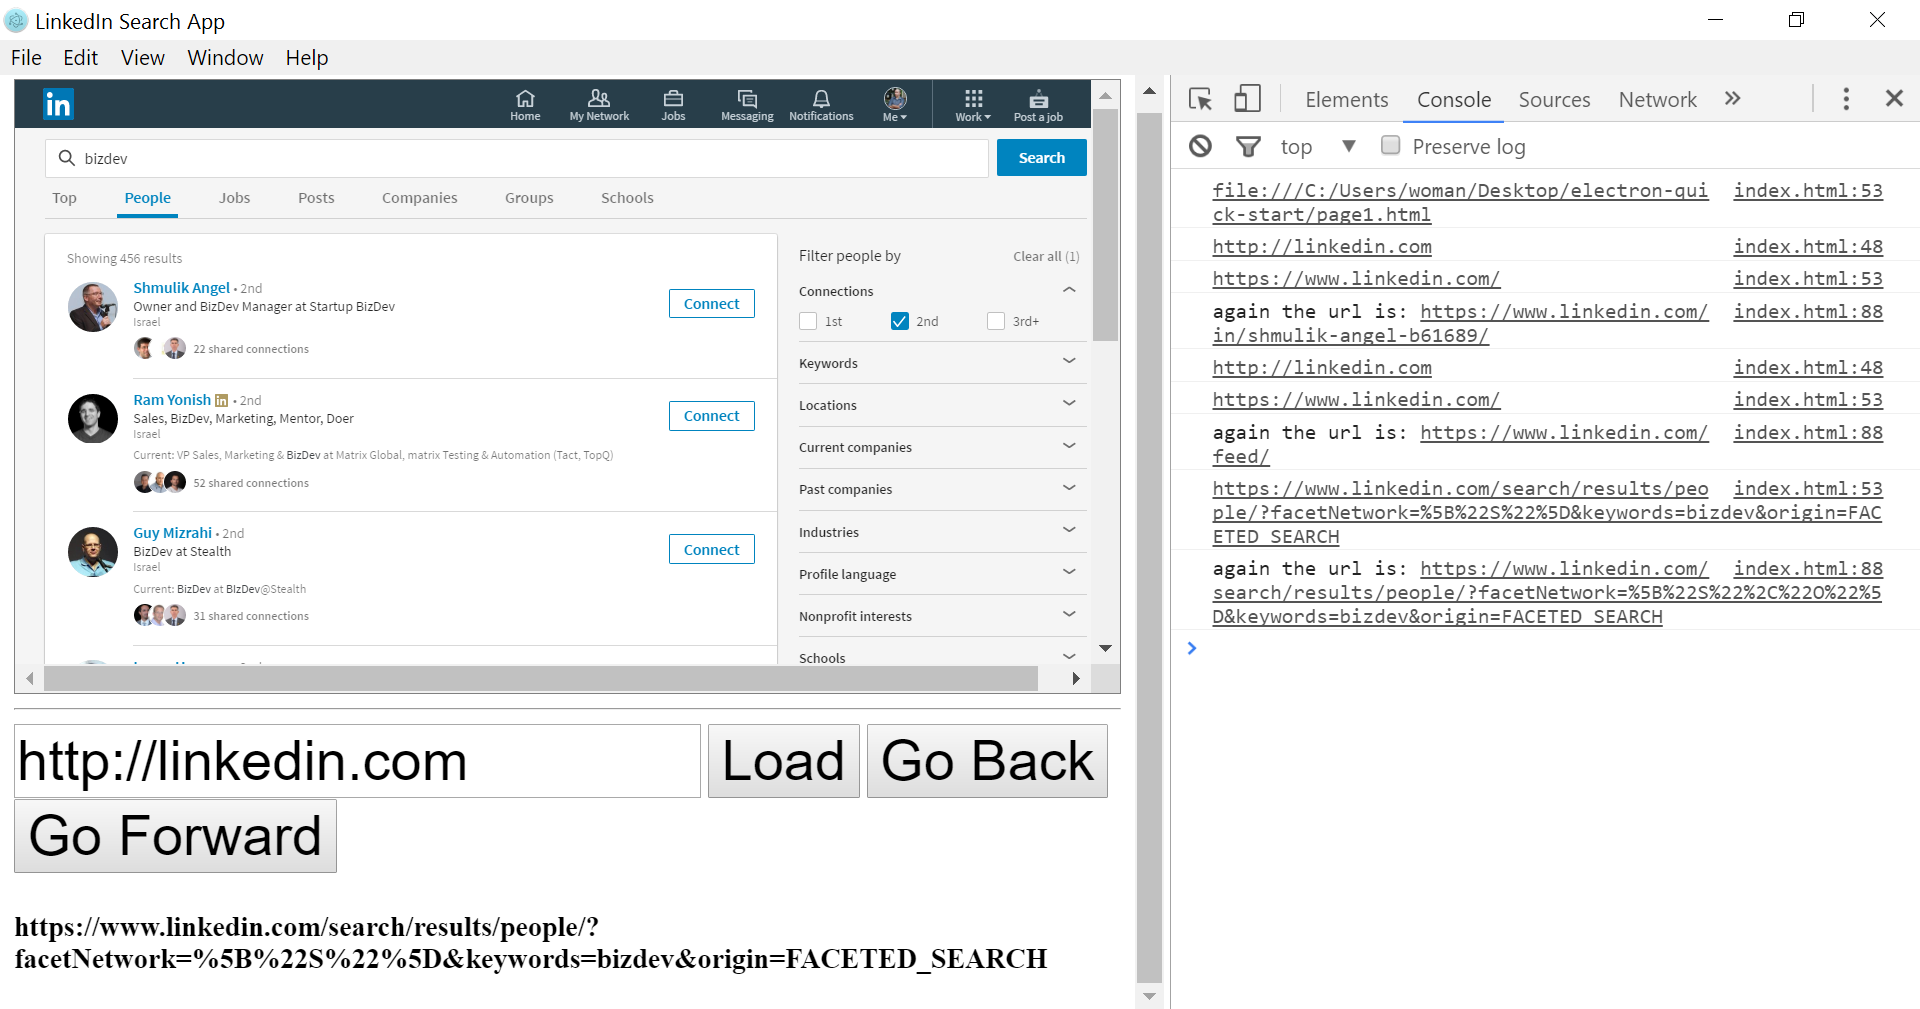 LinkedIn Search App
File Edit View Window Help
in
Home My Network Jobs Messaging Notifications Me Work Post a job
bizdev
Search
Top People Jobs Posts Companies Groups Schools
Showing 456 results
Shmulik Angel • 2nd
Owner and BizDev Manager at Startup BizDev
Israel
22 shared connections
Connect
Ram Yonish in • 2nd
Sales, BizDev, Marketing, Mentor, Doer
Israel
Current: VP Sales, Marketing & BizDev at Matrix Global, matrix Testing & Automation (Tact, TopQ)
52 shared connections
Connect
Guy Mizrahi • 2nd
BizDev at Stealth
Israel
Current: BizDev at BIzDev@Stealth
31 shared connections
Connect
Filter people by Clear all (1)
Connections
1st 2nd 3rd+
Keywords
Locations
Current companies
Past companies
Industries
Profile language
Nonprofit interests
Schools
http://linkedin.com Load Go Back
Go Forward
https://www.linkedin.com/search/results/people/?
facetNetwork=%5B%22S%22%5D&keywords=bizdev&origin=FACETED_SEARCH
Elements Console Sources Network »
top Preserve log
file:///C:/Users/woman/Desktop/electron-qui index.html:53
ck-start/page1.html
http://linkedin.com index.html:48
https://www.linkedin.com/ index.html:53
again the url is: https://www.linkedin.com/ index.html:88
in/shmulik-angel-b61689/
http://linkedin.com index.html:48
https://www.linkedin.com/ index.html:53
again the url is: https://www.linkedin.com/ index.html:88
feed/
https://www.linkedin.com/search/results/peo index.html:53
ple/?facetNetwork=%5B%22S%22%5D&keywords=bizdev&origin=FAC
ETED_SEARCH
again the url is: https://www.linkedin.com/ index.html:88
search/results/people/?facetNetwork=%5B%22S%22%2C%22O%22%5
D&keywords=bizdev&origin=FACETED_SEARCH